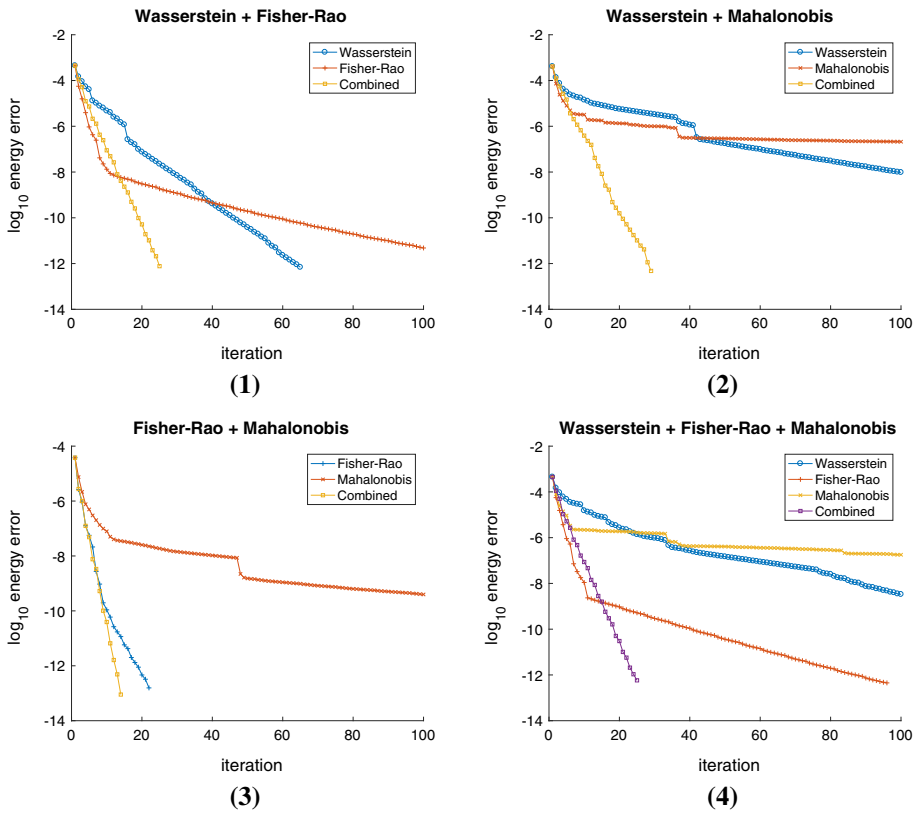 Wasserstein + Fisher-Rao
-2
-4
-6
-8
-10
-12
-14
log10 energy error
0
20
40
60
80
100
iteration
Wasserstein
Fisher-Rao
Combined
(1)
Wasserstein + Mahalonobis
-2
-4
-6
-8
-10
-12
-14
log10 energy error
0
20
40
60
80
100
iteration
Wasserstein
Mahalonobis
Combined
(2)
Fisher-Rao + Mahalonobis
-4
-6
-8
-10
-12
-14
log10 energy error
0
20
40
60
80
100
iteration
Fisher-Rao
Mahalonobis
Combined
(3)
Wasserstein + Fisher-Rao + Mahalonobis
-2
-4
-6
-8
-10
-12
-14
log10 energy error
0
20
40
60
80
100
iteration
Wasserstein
Fisher-Rao
Mahalonobis
Combined
(4)